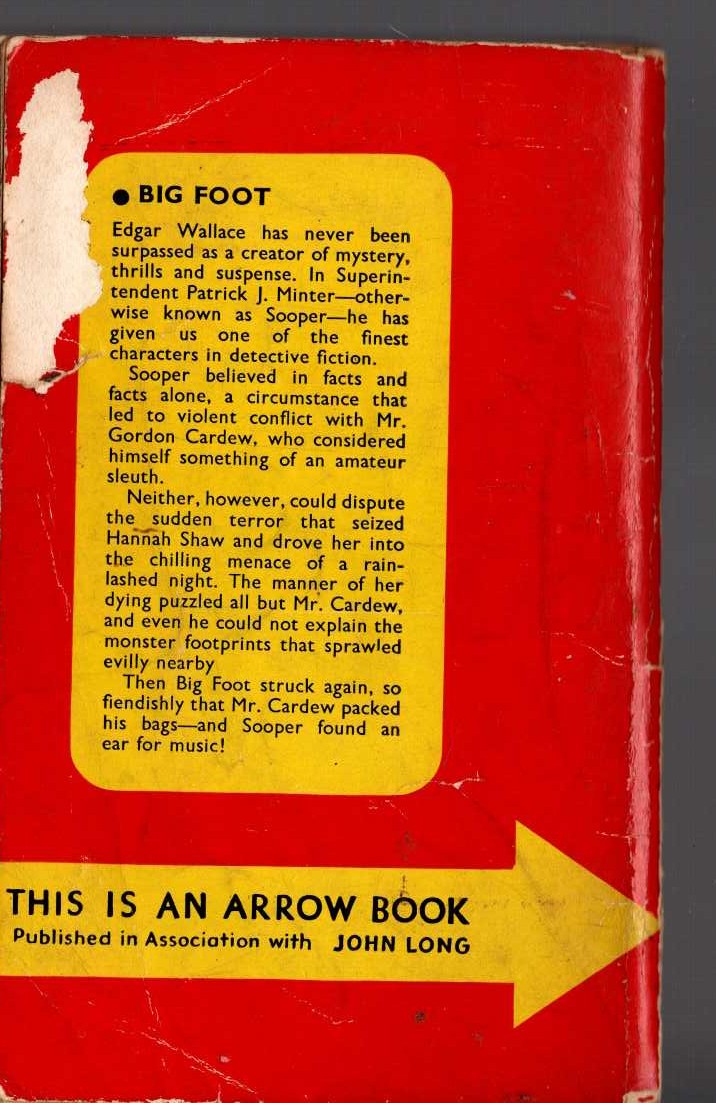 ● BIG FOOT
Edgar Wallace has never been
surpassed as a creator of mystery,
thrills and suspense. In Superin-
tendent Patrick J. Minter—other-
wise known as Sooper—he has
given us one of the finest
characters in detective fiction.
Sooper believed in facts and
facts alone, a circumstance that
led to violent conflict with Mr.
Gordon Cardew, who considered
himself something of an amateur
sleuth.
Neither, however, could dispute
the sudden terror that seized
Hannah Shaw and drove her into
the chilling menace of a rain-
lashed night. The manner of her
dying puzzled all but Mr. Cardew,
and even he could not explain the
monster footprints that sprawled
evilly nearby
Then Big Foot struck again, so
fiendishly that Mr. Cardew packed
his bags—and Sooper found an
ear for music!
THIS IS AN ARROW BOOK
Published in Association with JOHN LONG